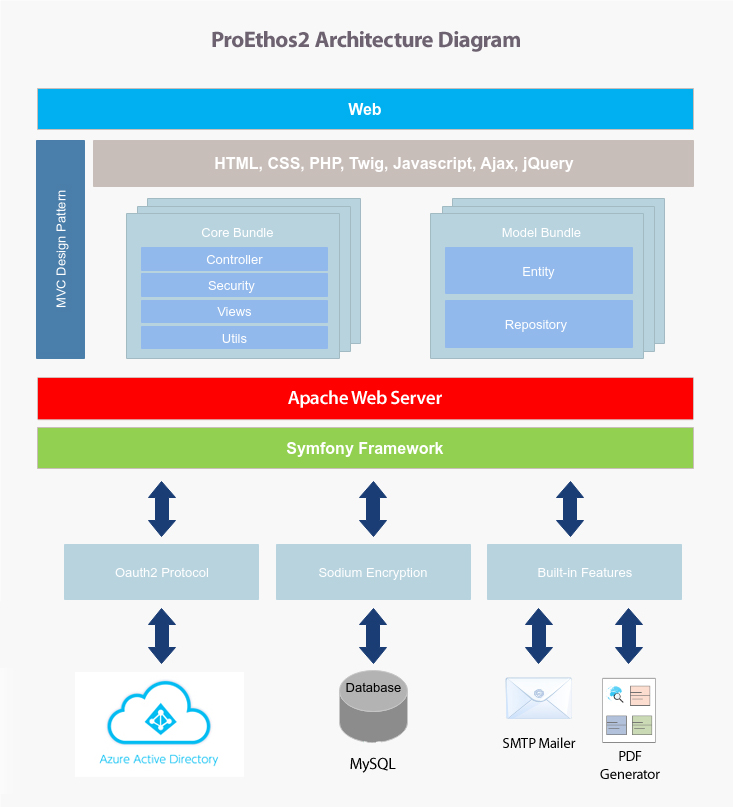 ProEthos2 Architecture Diagram
Web
MVC Design Pattern
HTML, CSS, PHP, Twig, Javascript, Ajax, jQuery
Core Bundle
Controller
Security
Views
Utils
Model Bundle
Entity
Repository
Apache Web Server
Symfony Framework
Oauth2 Protocol
Sodium Encryption
Built-in Features
Azure Active Directory
Database
MySQL
SMTP Mailer
PDF
Generator